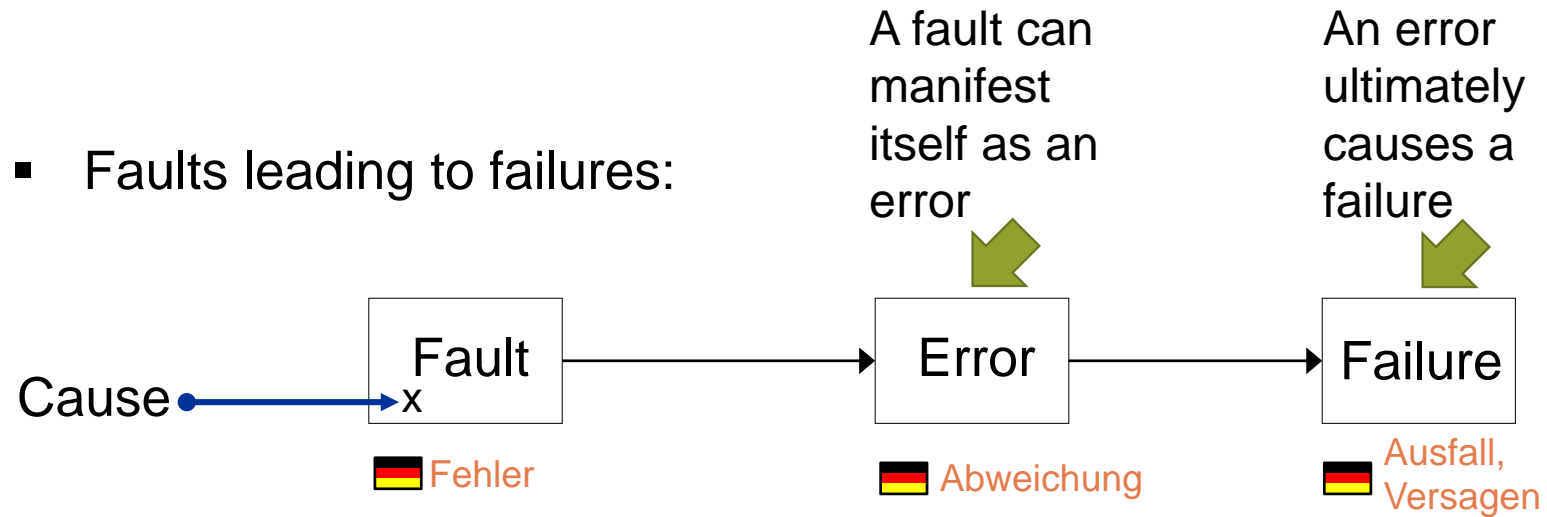 A fault can
manifest
itself as an
error
An error
ultimately
causes a
failure
▪ Faults leading to failures:
Cause
x
Fault
Error
Failure
Fehler
Abweichung
Ausfall,
Versagen